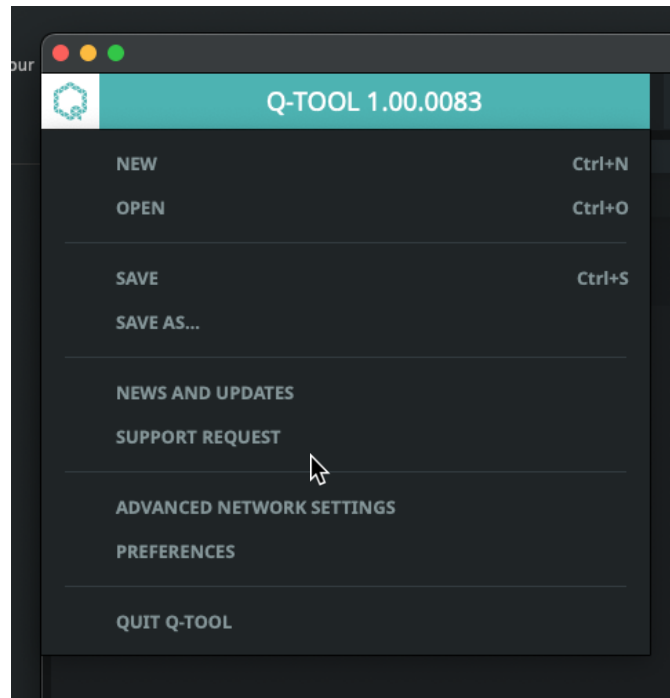 our
Q-TOOL 1.00.0083
NEW Ctrl+N
OPEN Ctrl+O
SAVE Ctrl+S
SAVE AS...
NEWS AND UPDATES
SUPPORT REQUEST
ADVANCED NETWORK SETTINGS
PREFERENCES
QUIT Q-TOOL